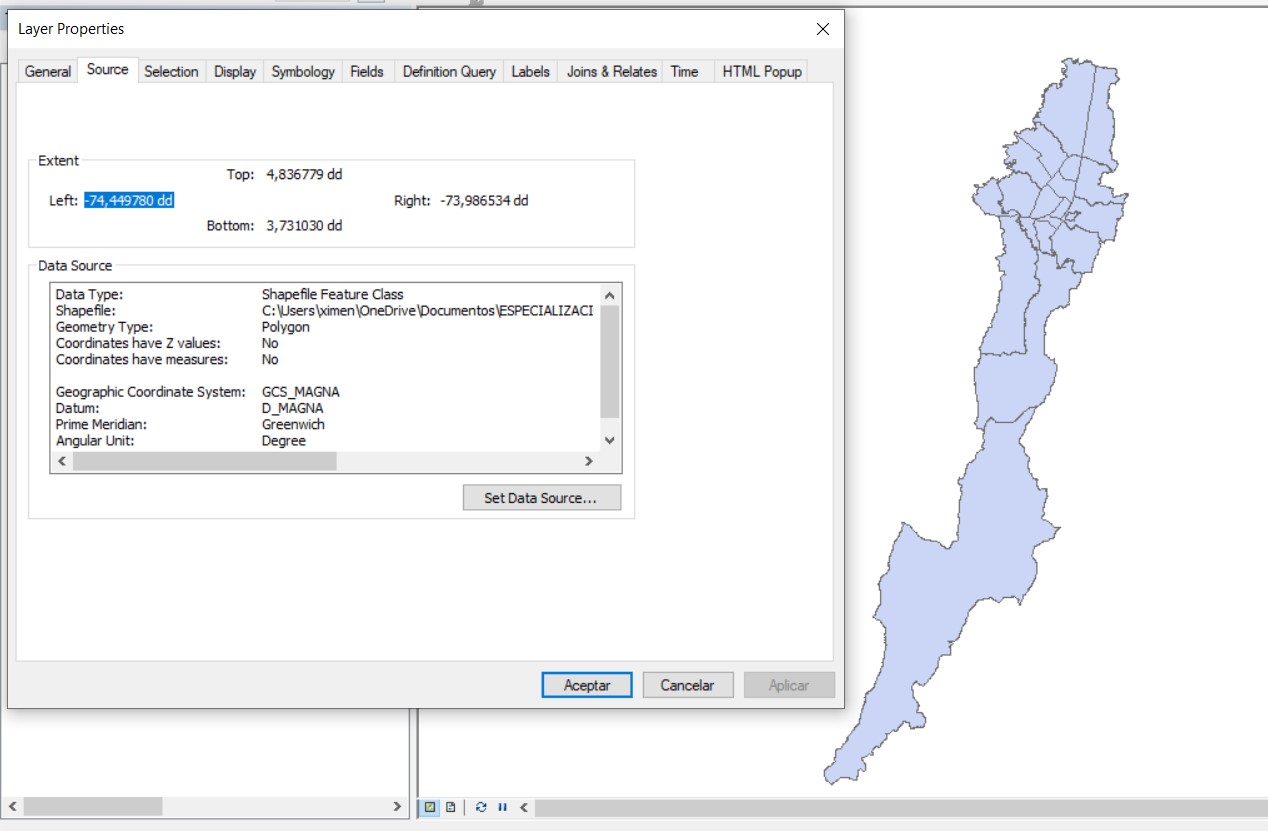 Layer Properties
General Source Selection Display Symbology Fields Definition Query Labels Joins & Relates Time HTML Popup
Extent
Top: 4,836779 dd
Left: -74,449780 dd Right: -73,986534 dd
Bottom: 3,731030 dd
Data Source
Data Type: Shapefile Feature Class
Shapefile: C:\Users\ximen\OneDrive\Documentos\ESPECIALIZACI
Geometry Type: Polygon
Coordinates have Z values: No
Coordinates have measures: No
Geographic Coordinate System: GCS_MAGNA
Datum: D_MAGNA
Prime Meridian: Greenwich
Angular Unit: Degree
Set Data Source...
Aceptar Cancelar Aplicar